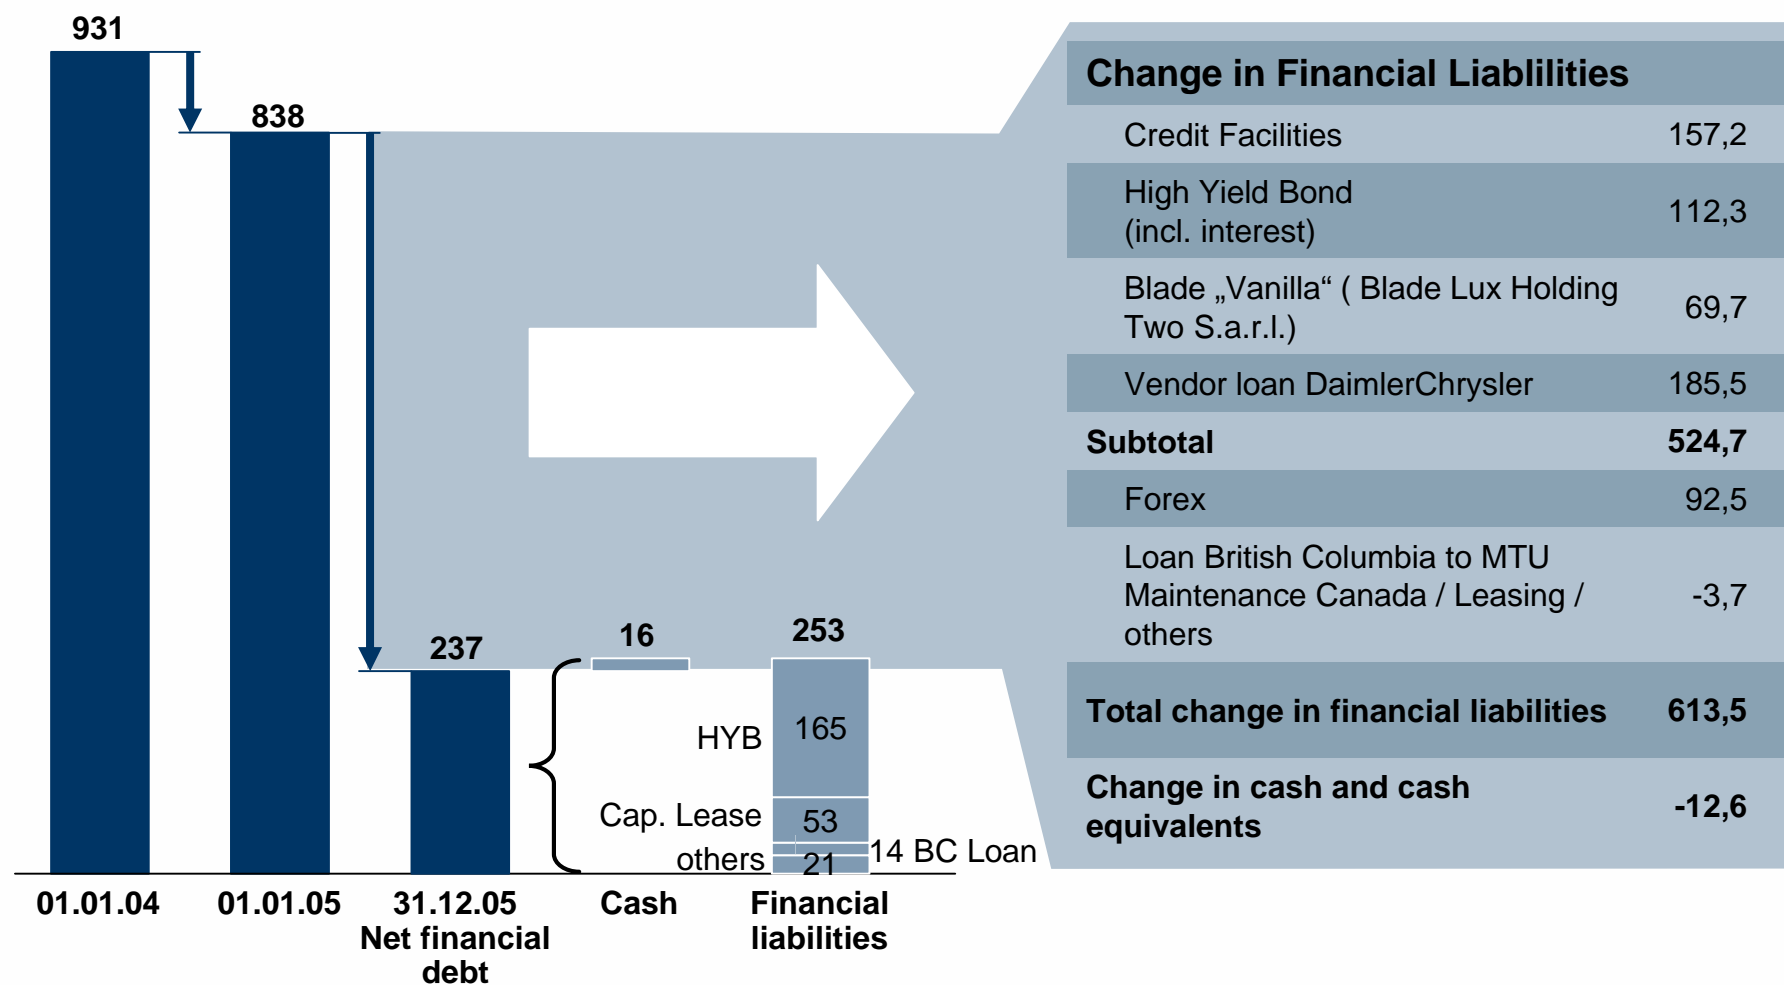 931
838
237
16
253
HYB
165
Cap. Lease
53
others
21
14 BC Loan
01.01.04
01.01.05
31.12.05
Net financial
debt
Cash
Financial
liabilities
Change in Financial Liablilities
Credit Facilities 157,2
High Yield Bond
(incl. interest) 112,3
Blade „Vanilla“ ( Blade Lux Holding
Two S.a.r.l.) 69,7
Vendor loan DaimlerChrysler 185,5
Subtotal 524,7
Forex 92,5
Loan British Columbia to MTU
Maintenance Canada / Leasing / -3,7
others
Total change in financial liabilities 613,5
Change in cash and cash
equivalents -12,6